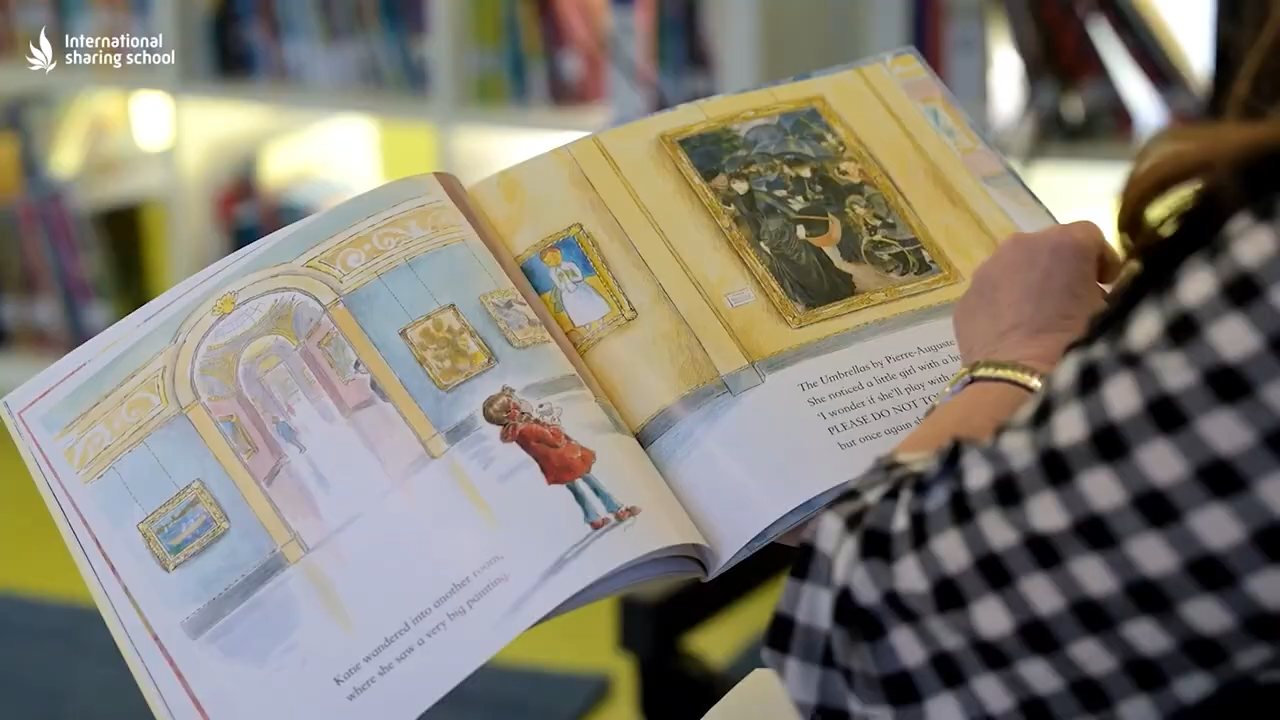 International
sharing school
Katie wandered into another room,
where she saw a very big painting.
The Umbrellas by Pierre-Auguste
She noticed a little girl with a
'I wonder if she'll play with
PLEASE DO NOT
but once again